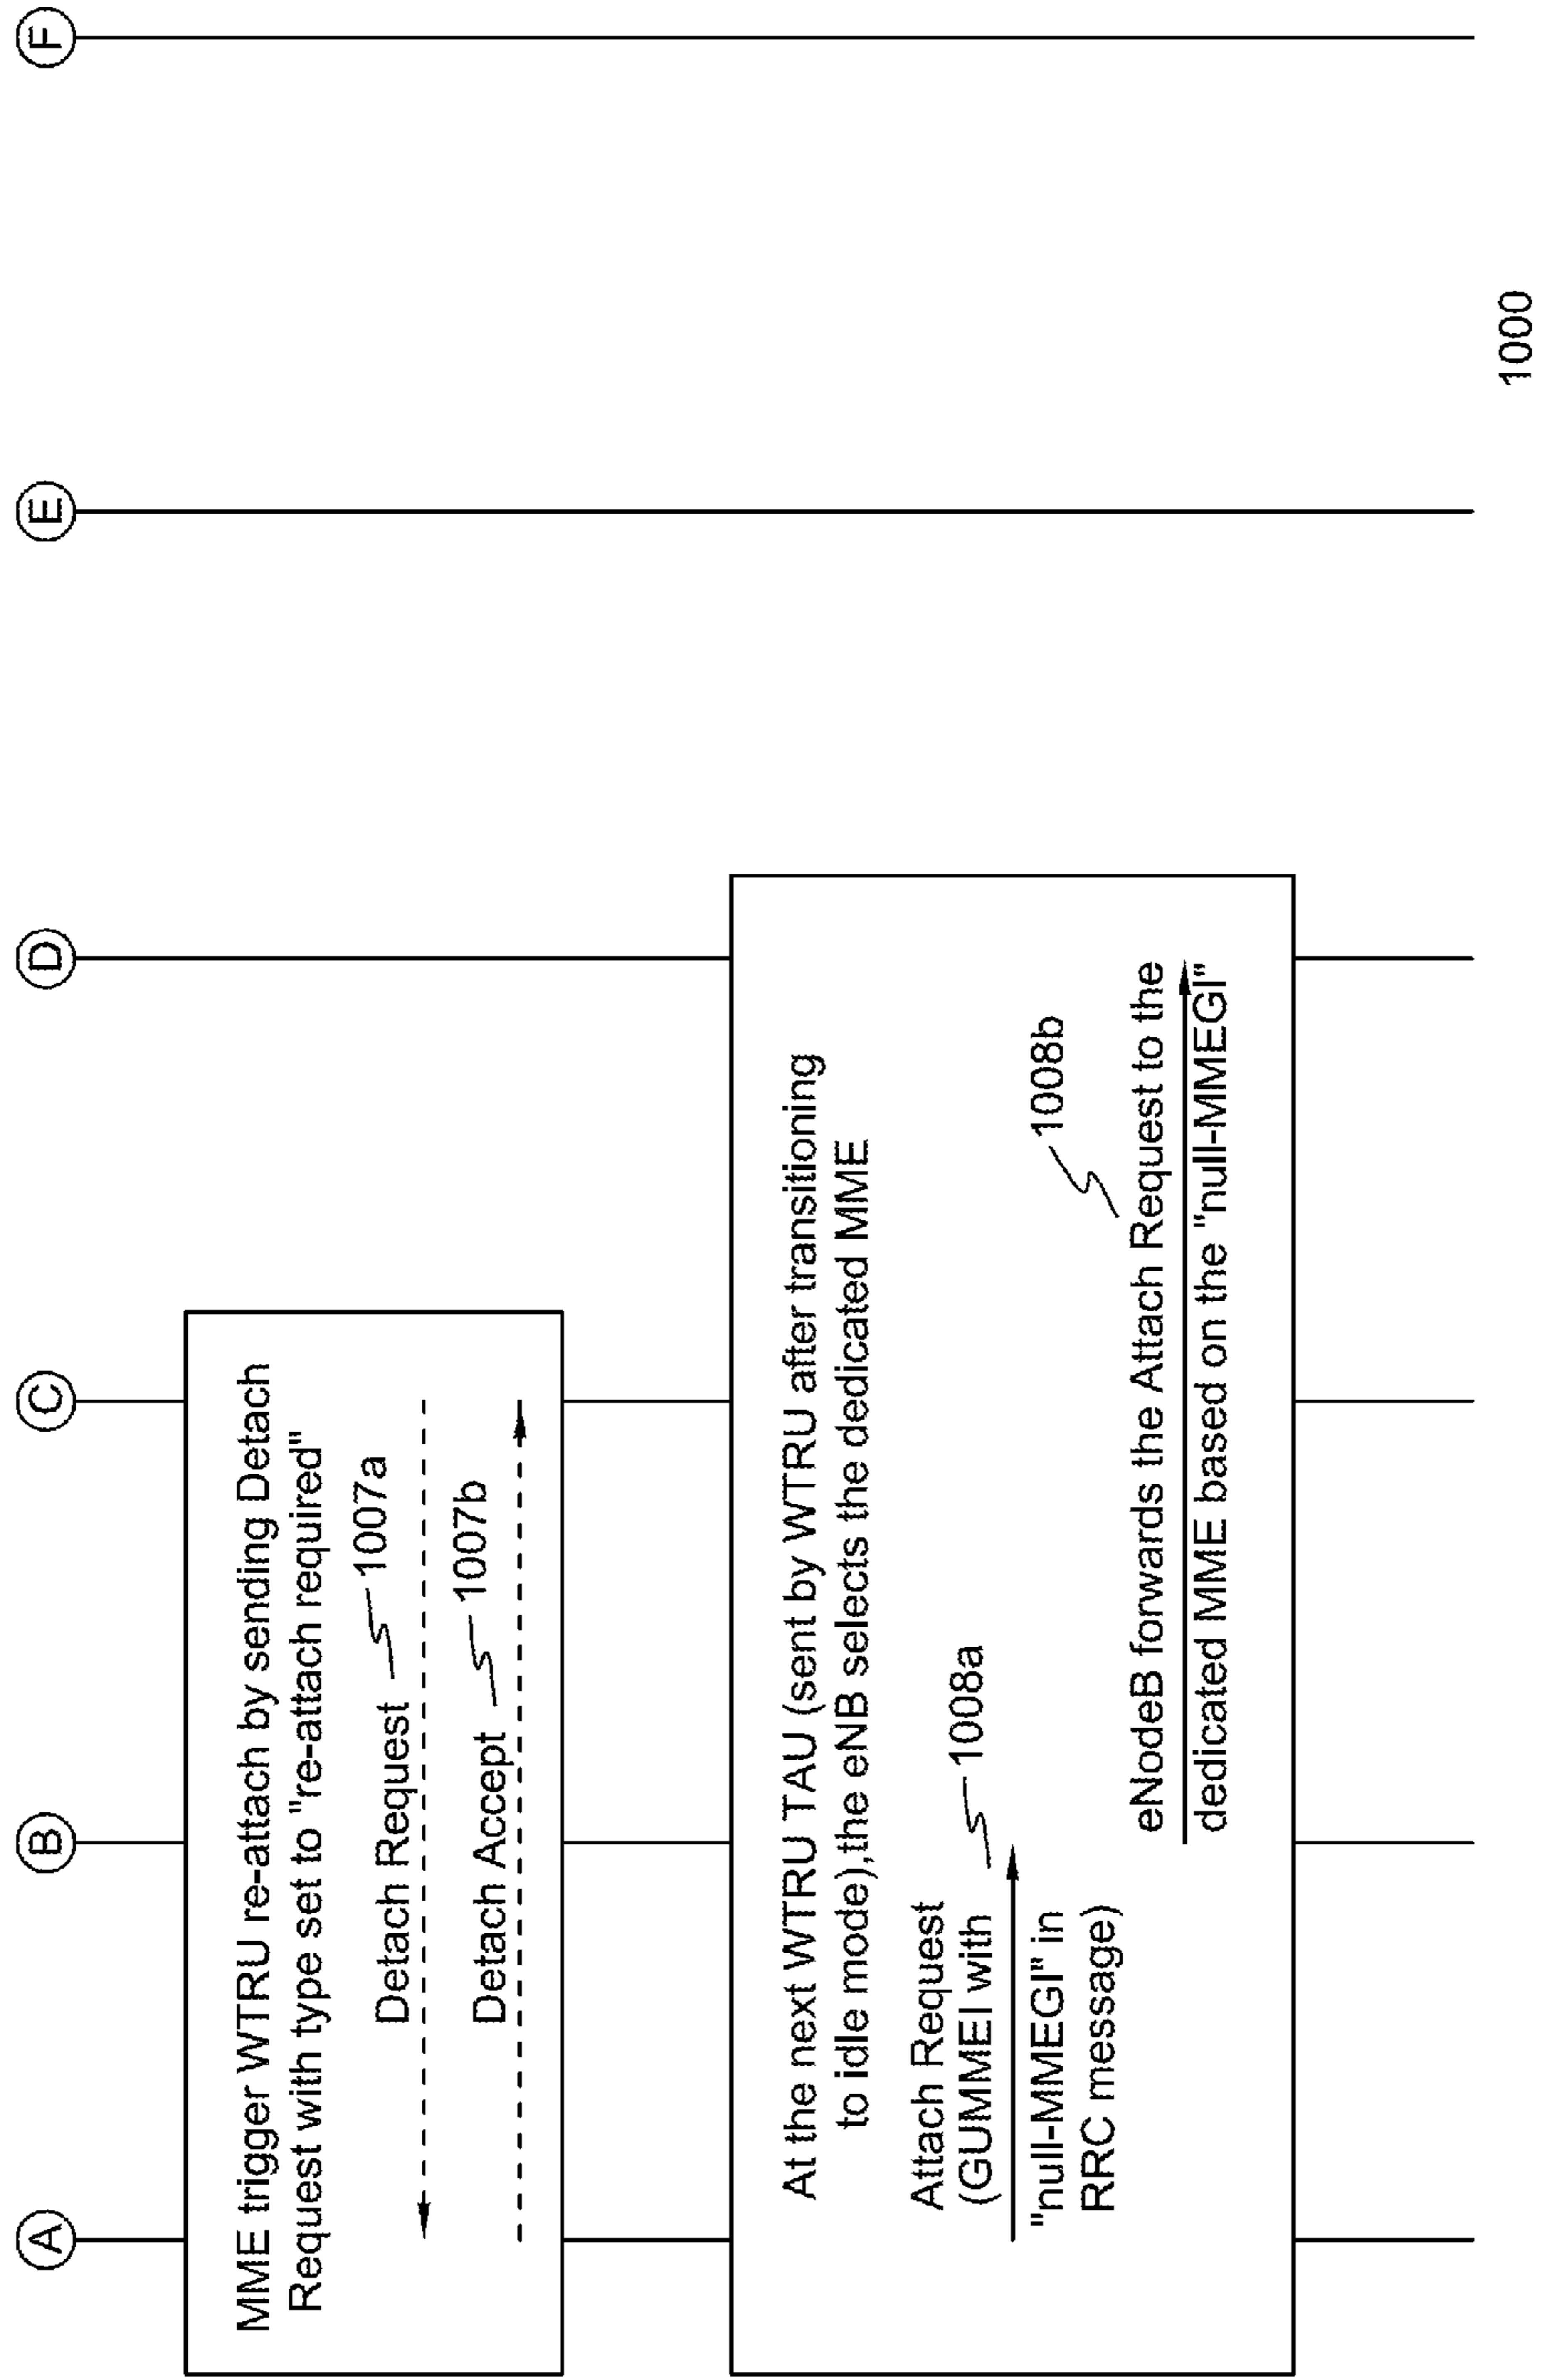 A
B
C
D
E
F
MME trigger WTRU re-attach by sending Detach
Request with type set to "re-attach required"
Detach Request
1007a
Detach Accept
1007b
At the next WTRU TAU (sent by WTRU after transitioning
to idle mode),the eNB selects the dedicated MME
Attach Request
(GUMMEI with
1008a
"null-MMEGI" in
RRC message)
1008b
eNodeB forwards the Attach Request to the
dedicated MME based on the "null-MMEGI"
1000